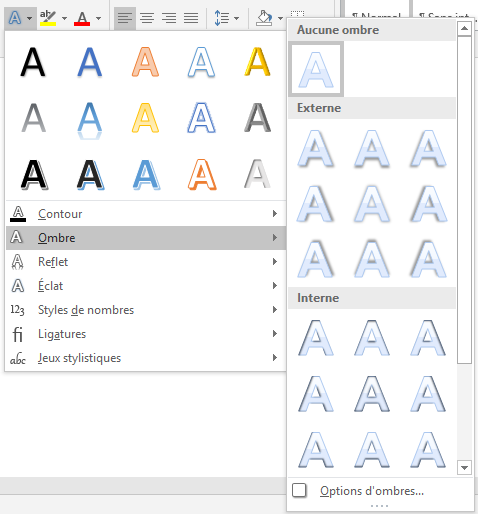 ¶ Normal
¶ Sans int
Aucune ombre
Externe
Contour
Ombre
Reflet
Éclat
Styles de nombres
Ligatures
Jeux stylistiques
Interne
Options d'ombres...